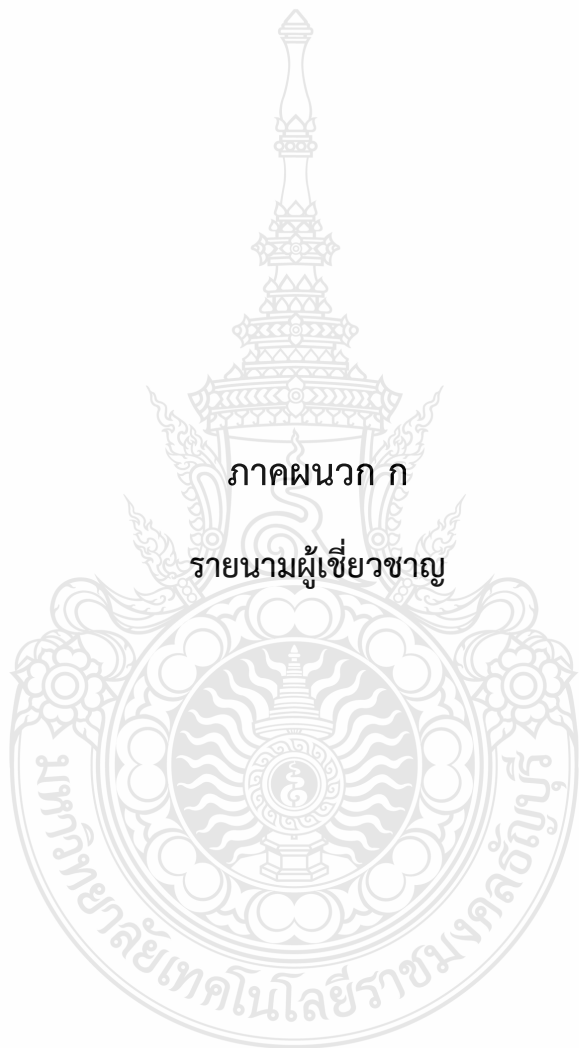 ภาคผนวก ก
รายนามผู้เชี่ยวชาญ
มหาวิทยาลัยเทคโนโลยีราชมงคลธัญบุรี